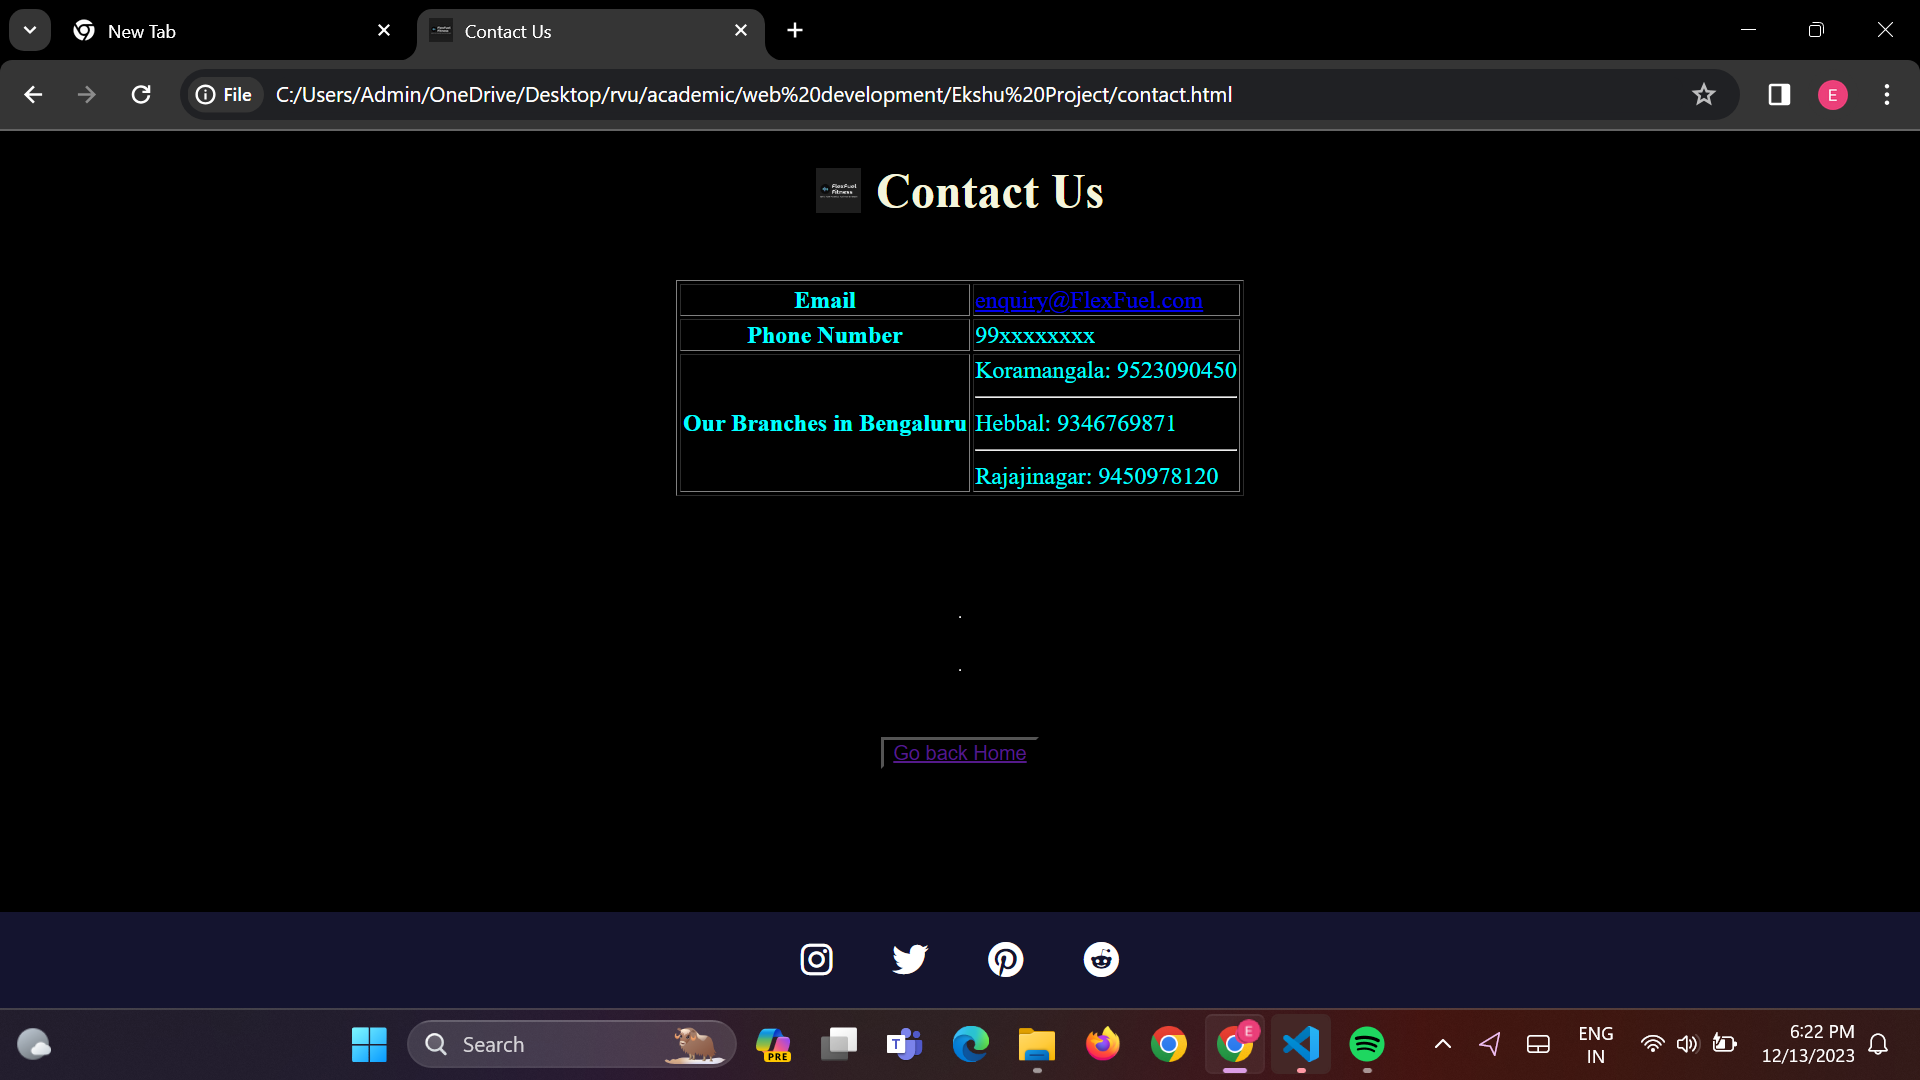 New Tab
Contact Us
File C:/Users/Admin/OneDrive/Desktop/rvu/academic/web%20development/Ekshu%20Project/contact.html
E
FlexFuel
Fitness
Contact Us
Email enquiry@FlexFuel.com
Phone Number 99xxxxxxxx
Our Branches in Bengaluru
Koramangala: 9523090450
Hebbal: 9346769871
Rajajinagar: 9450978120
Go back Home
Search
PRE
T
E
ENG
IN
6:22 PM
12/13/2023